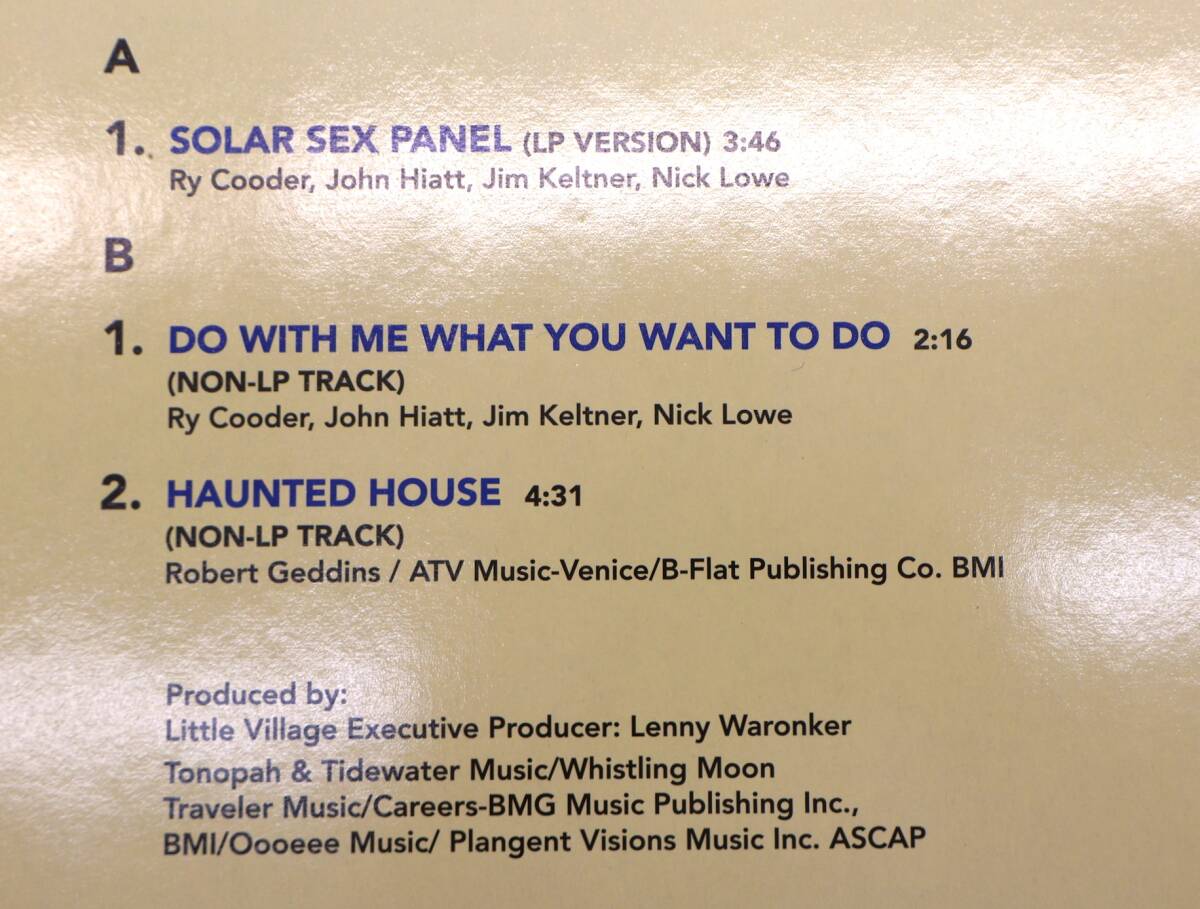 A
1. SOLAR SEX PANEL (LP VERSION) 3:46
Ry Cooder, John Hiatt, Jim Keltner, Nick Lowe
B
1. DO WITH ME WHAT YOU WANT TO DO 2:16
(NON-LP TRACK)
Ry Cooder, John Hiatt, Jim Keltner, Nick Lowe
2. HAUNTED HOUSE 4:31
(NON-LP TRACK)
Robert Geddins / ATV Music-Venice/B-Flat Publishing Co. BMI
Produced by:
Little Village Executive Producer: Lenny Waronker
Tonopah & Tidewater Music/Whistling Moon
Traveler Music/Careers-BMG Music Publishing Inc.,
BMI/Oooeee Music/ Plangent Visions Music Inc. ASCAP